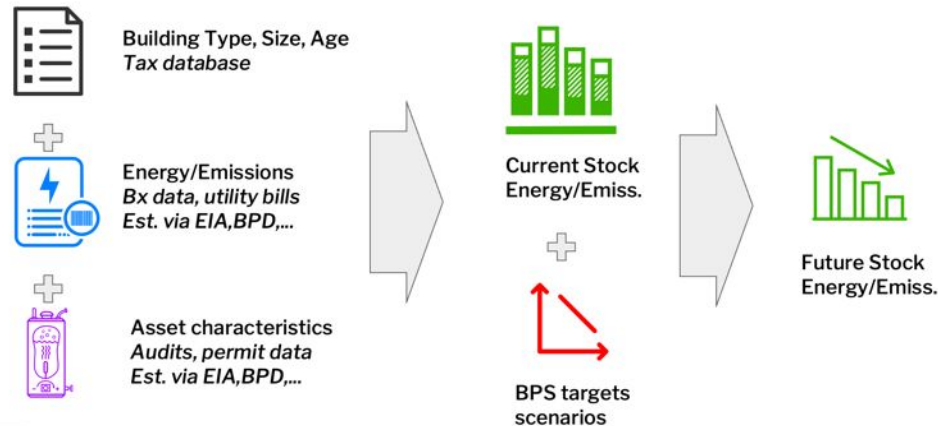 Building Type, Size, Age
Tax database
Energy/Emissions
Bx data, utility bills
Est. via EIA,BPD,...
Asset characteristics
Audits, permit data
Est. via EIA,BPD,...
Current Stock
Energy/Emiss.
BPS targets
scenarios
Future Stock
Energy/Emiss.